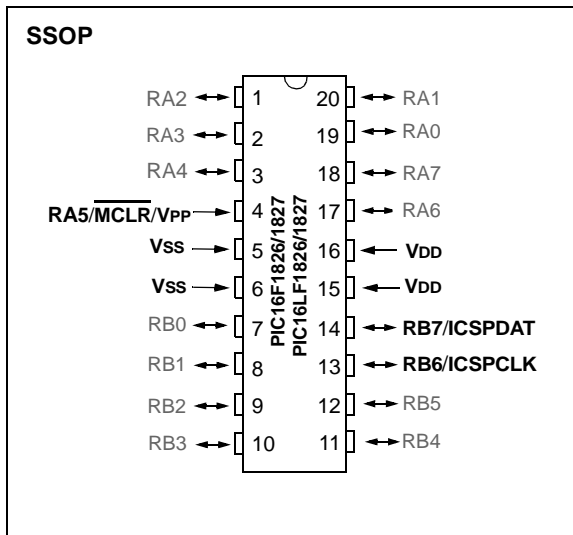 SSOP
RA2 1 20 RA1
RA3 2 19 RA0
RA4 3 18 RA7
RA5/MCLR/VPP 4 17 RA6
VSS 5 16 VDD
VSS 6 15 VDD
RB0 7 14 RB7/ICSPDAT
RB1 8 13 RB6/ICSPCLK
RB2 9 12 RB5
RB3 10 11 RB4
PIC16F1826/1827
PIC16LF1826/1827